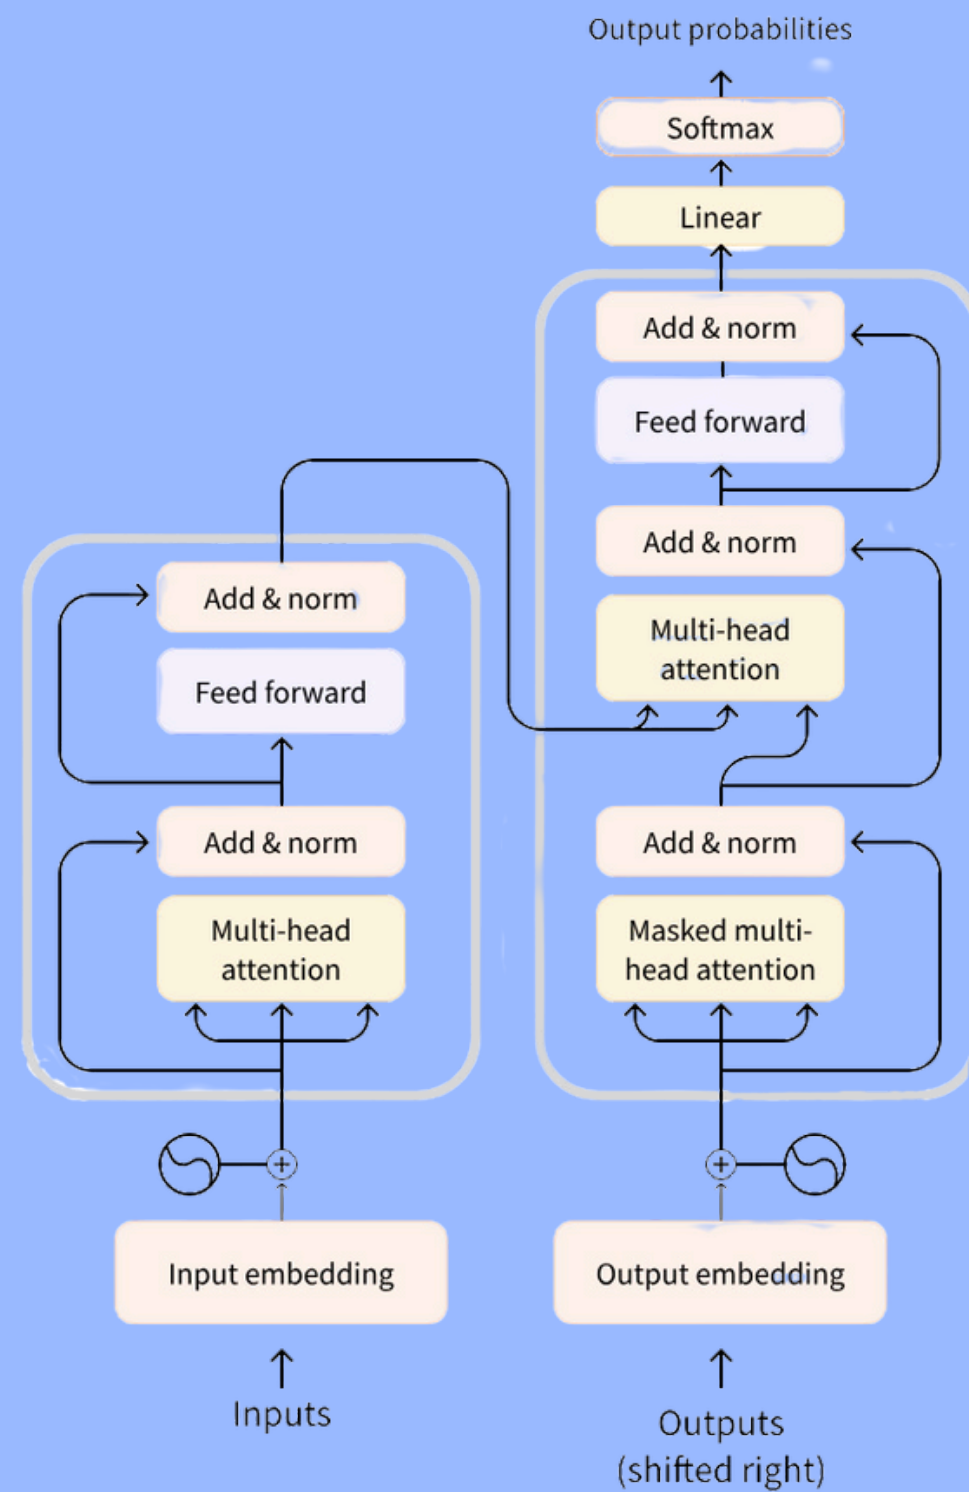 Output probabilities
Softmax
Linear
Add & norm
Feed forward
Add & norm
Multi-head
attention
Add & norm
Masked multi-
head attention
Add & norm
Feed forward
Add & norm
Multi-head
attention
Input embedding
Output embedding
Inputs
Outputs
(shifted right)